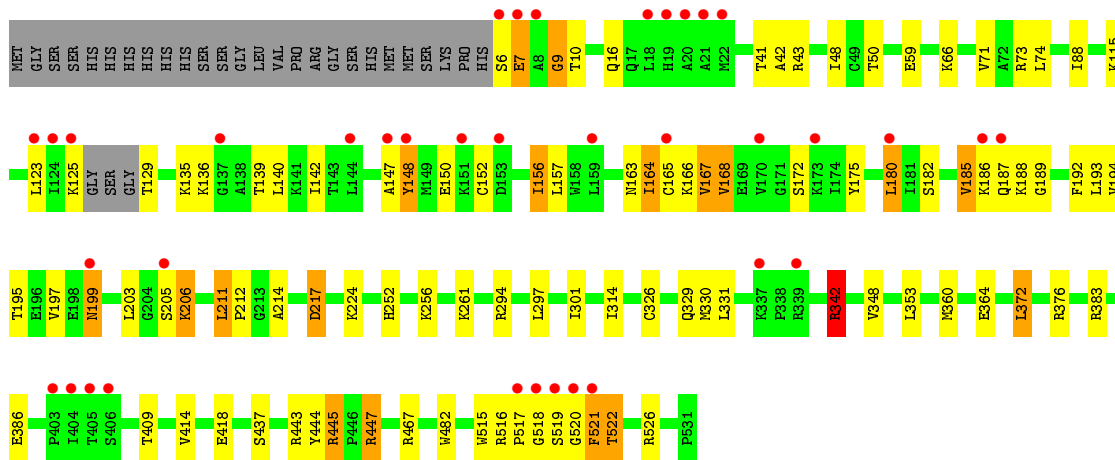 MET GLY SER SER HIS HIS HIS HIS HIS HIS SER SER GLY LEU VAL PRO ARG GLY SER HIS MET MET SER LYS PRO HIS S6 E7 A8 G9 T10 Q16 Q17 L18 H19 A20 A21 M22 T41 A42 R43 I48 C49 T50 E59 K66 V71 A72 R73 L74 I88 K115
L123 I124 K125 GLY SER GLY T129 K135 K136 G137 A138 T139 L140 K141 I142 T143 L144 A147 Y148 M149 E150 K151 C152 D153 I156 L157 W158 L159 N163 I164 C165 K166 V167 V168 E169 V170 G171 S172 K173 I174 Y175 L180 I181 S182 V185 K186 Q187 K188 G189 F192 L193 V194
T195 E196 V197 E198 N199 L203 G204 S205 K206 L211 P212 G213 A214 D217 K224 H252 K256 K261 R294 L297 I301 I314 C326 Q329 M330 L331 K337 P338 R339 R342 V348 L353 M360 E364 L372 R376 R383
E386 P403 I404 T405 S406 T409 V414 E418 S437 R443 Y444 R445 P446 R447 R467 W482 W515 R516 P517 G518 S519 G520 F521 T522 R526 P531